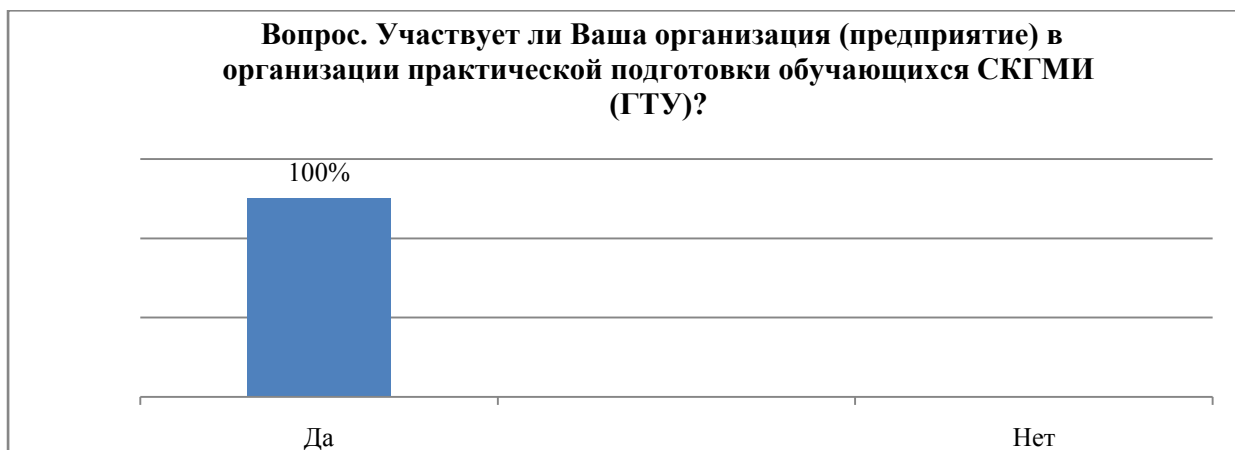 Вопрос. Участвует ли Ваша организация (предприятие) в
организации практической подготовки обучающихся СКГМИ
(ГТУ)?
100%
Да
Нет